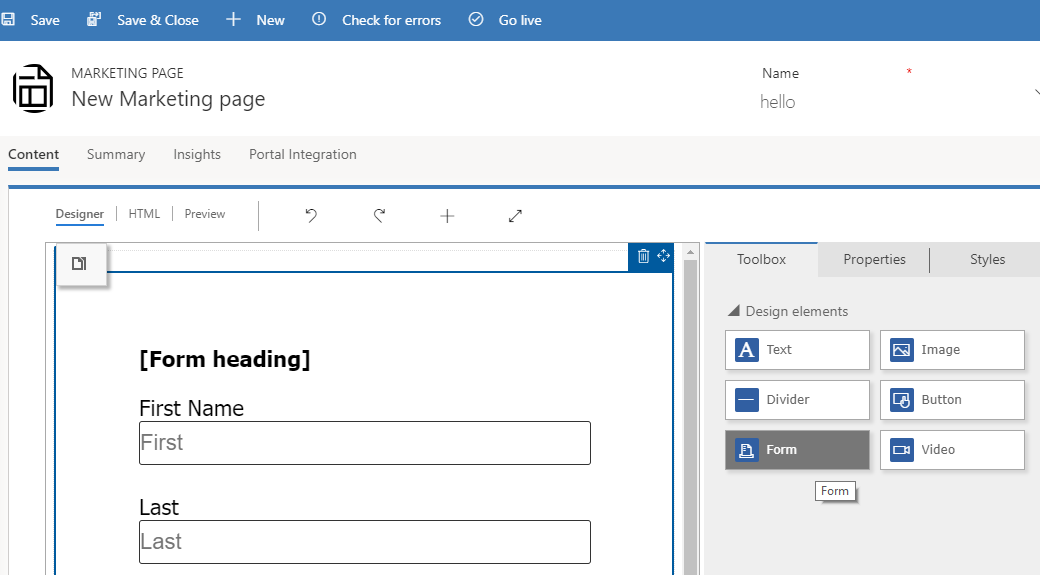 Save Save & Close New Check for errors Go live
MARKETING PAGE
New Marketing page
Name *
hello
Content Summary Insights Portal Integration
Designer HTML Preview
Toolbox Properties Styles
Design elements
Text Image
Divider Button
Form Video
Form
[Form heading]
First Name
First
Last
Last